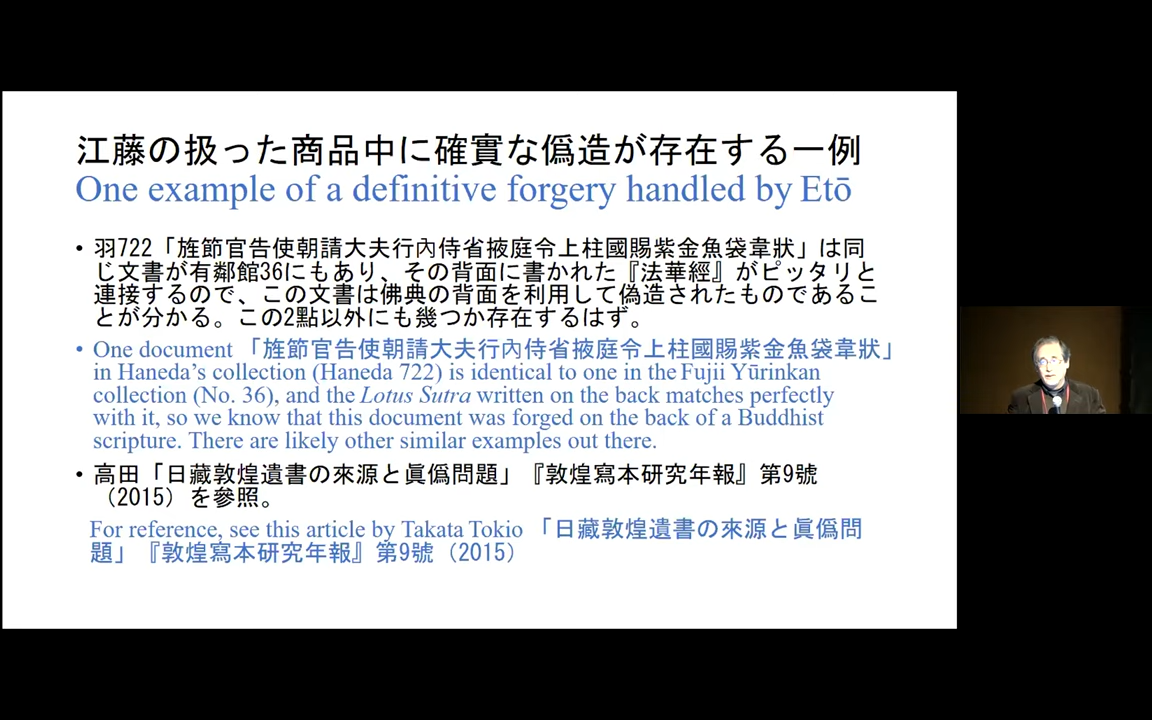 江藤の扱った商品中に確實な僞造が存在する一例
One example of a definitive forgery handled by Etō
• 羽722「旌節官告使朝請大夫行內侍省掖庭令上柱國賜紫金魚袋韋狀」は同
じ文書が有鄰館36にもあり、その背面に書かれた『法華經』がピッタリと
連接するので、この文書は佛典の背面を利用して偽造されたものであるこ
とが分かる。この2點以外にも幾つか存在するはず。
• One document 「旌節官告使朝請大夫行內侍省掖庭令上柱國賜紫金魚袋韋狀」
in Haneda’s collection (Haneda 722) is identical to one in the Fujii Yūrinkan
collection (No. 36), and the Lotus Sutra written on the back matches perfectly
with it, so we know that this document was forged on the back of a Buddhist
scripture. There are likely other similar examples out there.
• 高田「日藏敦煌遺書の來源と眞僞問題」『敦煌寫本研究年報』第9號
（2015）を參照。
For reference, see this article by Takata Tokio 「日藏敦煌遺書の來源と眞僞問
題」『敦煌寫本研究年報』第9號（2015）